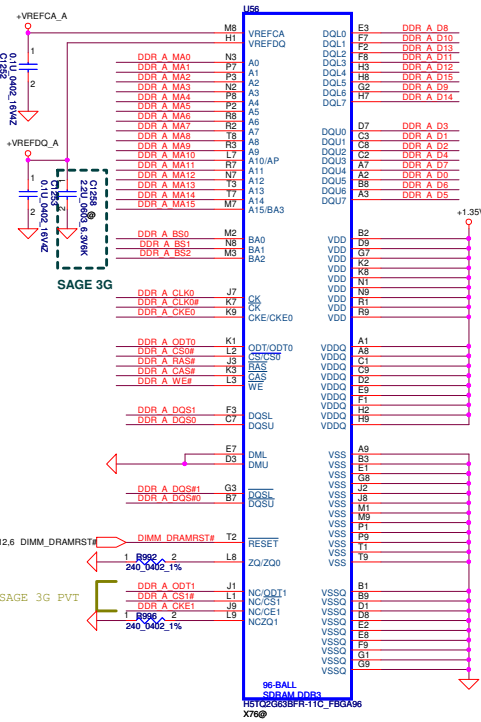 U56
+VREFCA_A
M8 VREFCA
H1 VREFDQ
1
2
C1252
0.1U_0402_16V4Z
+VREFDQ_A
1
2
0.1U_0402_16V4Z
C1258
2.2U_0603_6.3V6K
@
SAGE 3G
DDR_A_MA0 N3 A0
DDR_A_MA1 P7 A1
DDR_A_MA2 P3 A2
DDR_A_MA3 N2 A3
DDR_A_MA4 P8 A4
DDR_A_MA5 P2 A5
DDR_A_MA6 R8 A6
DDR_A_MA7 R2 A7
DDR_A_MA8 T8 A8
DDR_A_MA9 R3 A9
DDR_A_MA10 L7 A10/AP
DDR_A_MA11 R7 A11
DDR_A_MA12 N7 A12
DDR_A_MA13 T3 A13
DDR_A_MA14 T7 A14
DDR_A_MA15 M7 A15/BA3
DDR_A_BS0 M2 BA0
DDR_A_BS1 N8 BA1
DDR_A_BS2 M3 BA2
DDR_A_CLK0 J7 CK
DDR_A_CLK0# K7 CK
DDR_A_CKE0 K9 CKE/CKE0
DDR_A_ODT0 K1 ODT/ODT0
DDR_A_CS0# L2 CS/CS0
DDR_A_RAS# J3 RAS
DDR_A_CAS# K3 CAS
DDR_A_WE# L3 WE
DDR_A_DQS1 F3 DQSL
DDR_A_DQS0 C7 DQSU
E7 DML
D3 DMU
DDR_A_DQS#1 G3 DQSL
DDR_A_DQS#0 B7 DQSU
12,6 DIMM_DRAMRST# DIMM_DRAMRST# T2 RESET
1 R992 2 L8 ZQ/ZQ0
240_0402_1%
SAGE 3G PVT
DDR_A_ODT1 J1 NC/ODT1
DDR_A_CS1# L1 NC/CS1
DDR_A_CKE1 J9 NC/CE1
1 2 L9 NCZQ1
240_0402_1%
DQL0 E3 DDR_A_D8
DQL1 F7 DDR_A_D10
DQL2 F2 DDR_A_D13
DQL3 F8 DDR_A_D11
DQL4 H3 DDR_A_D12
DQL5 H8 DDR_A_D15
DQL6 G2 DDR_A_D9
DQL7 H7 DDR_A_D14
DQU0 D7 DDR_A_D3
DQU1 C3 DDR_A_D1
DQU2 C8 DDR_A_D2
DQU3 C2 DDR_A_D4
DQU4 A7 DDR_A_D7
DQU5 A2 DDR_A_D0
DQU6 B8 DDR_A_D6
DQU7 A3 DDR_A_D5
+1.35V
VDD B2
VDD D9
VDD G7
VDD K2
VDD K8
VDD N1
VDD N9
VDD R1
VDD R9
VDDQ A1
VDDQ A8
VDDQ C1
VDDQ C9
VDDQ D2
VDDQ E9
VDDQ F1
VDDQ H2
VDDQ H9
VSS A9
VSS B3
VSS E1
VSS G8
VSS J2
VSS J8
VSS M1
VSS M9
VSS P1
VSS P9
VSS T1
VSS T9
VSSQ B1
VSSQ B9
VSSQ D1
VSSQ D8
VSSQ E2
VSSQ E8
VSSQ F9
VSSQ G1
VSSQ G9
96-BALL
SDRAM DDR3
H5TQ2G63BFR-11C_FBGA96
X76@